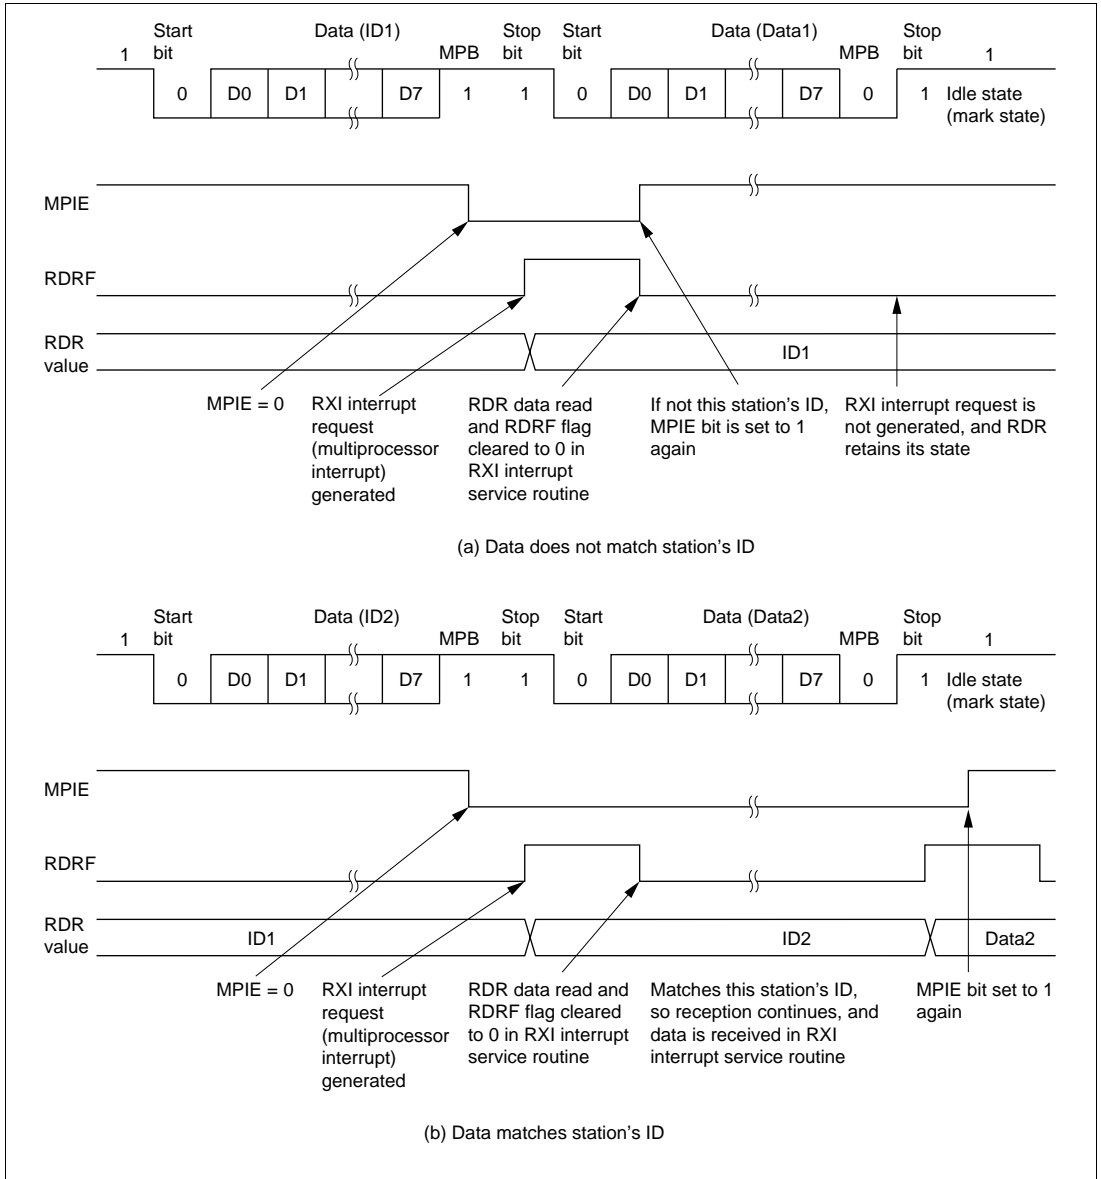 Start bit Data (ID1) Stop bit Start bit Data (Data1) Stop bit
1 MPB MPB 1
0 D0 D1 D7 1 1 0 D0 D1 D7 0 1 Idle state (mark state)
MPIE
RDRF
RDR value
ID1
MPIE = 0
RXI interrupt
request
(multiprocessor
interrupt)
generated
RDR data read
and RDRF flag
cleared to 0 in
RXI interrupt
service routine
If not this station's ID,
MPIE bit is set to 1
again
RXI interrupt request is
not generated, and RDR
retains its state
(a) Data does not match station's ID
Start bit Data (ID2) Stop bit Start bit Data (Data2) Stop bit
1 MPB MPB 1
0 D0 D1 D7 1 1 0 D0 D1 D7 0 1 Idle state (mark state)
MPIE
RDRF
RDR value
ID1 ID2 Data2
MPIE = 0
RXI interrupt
request
(multiprocessor
interrupt)
generated
RDR data read and
RDRF flag cleared
to 0 in RXI interrupt
service routine
Matches this station's ID,
so reception continues, and
data is received in RXI
interrupt service routine
MPIE bit set to 1
again
(b) Data matches station's ID